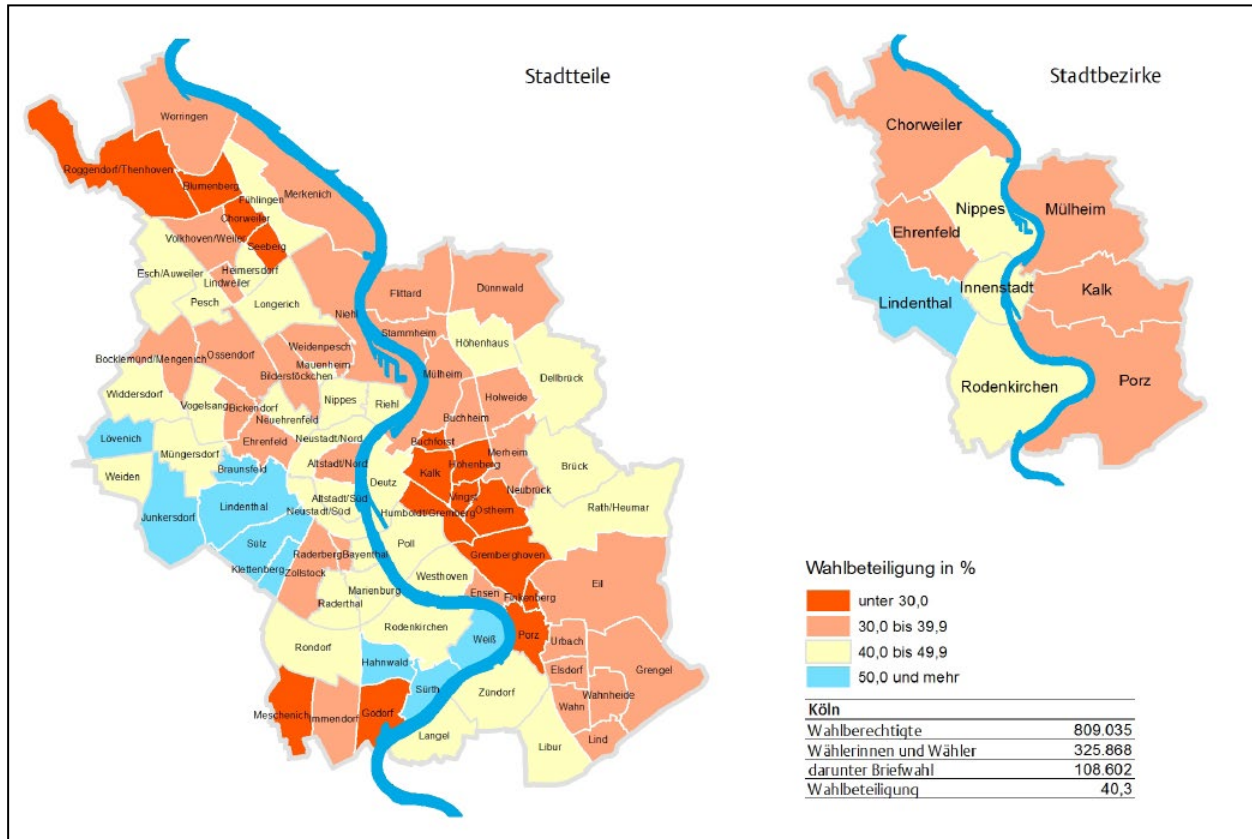 Stadtteile
Worringen
Roggendorf/Thenhoven
Blumenberg
Fühlingen
Merkenich
Chorweiler
Volkhoven/Weiler
Seeberg
Esch/Auweiler
Heimersdorf
Lindweiler
Pesch
Longerich
Niehl
Flittard
Dünnwald
Stammheim
Höhenhaus
Weidenpesch
Bocklemünd/Mengenich
Ossendorf
Mauenheim
Bilderstöckchen
Mülheim
Dellbrück
Widdersdorf
Vogelsang
Bickendorf
Nippes
Riehl
Holweide
Neuehrenfeld
Buchheim
Lövenich
Müngersdorf
Ehrenfeld
Neustadt/Nord
Buchforst
Merheim
Weiden
Braunsfeld
Altstadt/Nord
Kalk
Höhenberg
Brück
Deutz
Vingst
Neubrück
Junkersdorf
Lindenthal
Altstadt/Süd
Neustadt/Süd
Humboldt/Gremberg
Ostheim
Rath/Heumar
Sülz
Poll
Klettenberg
Raderberg
Bayenthal
Gremberghoven
Zollstock
Westhoven
Raderthal
Marienburg
Ensen
Finkenberg
Eil
Rodenkirchen
Rondorf
Weiß
Porz
Urbach
Hahnwald
Elsdorf
Grengel
Sürth
Zündorf
Wahnheide
Meschenich
Immendorf
Godorf
Wahn
Langel
Libur
Lind
Stadtbezirke
Chorweiler
Nippes
Mülheim
Ehrenfeld
Innenstadt
Kalk
Lindenthal
Porz
Rodenkirchen
Wahlbeteiligung in %
unter 30,0
30,0 bis 39,9
40,0 bis 49,9
50,0 und mehr
Köln
Wahlberechtigte 809.035
Wählerinnen und Wähler 325.868
darunter Briefwahl 108.602
Wahlbeteiligung 40,3